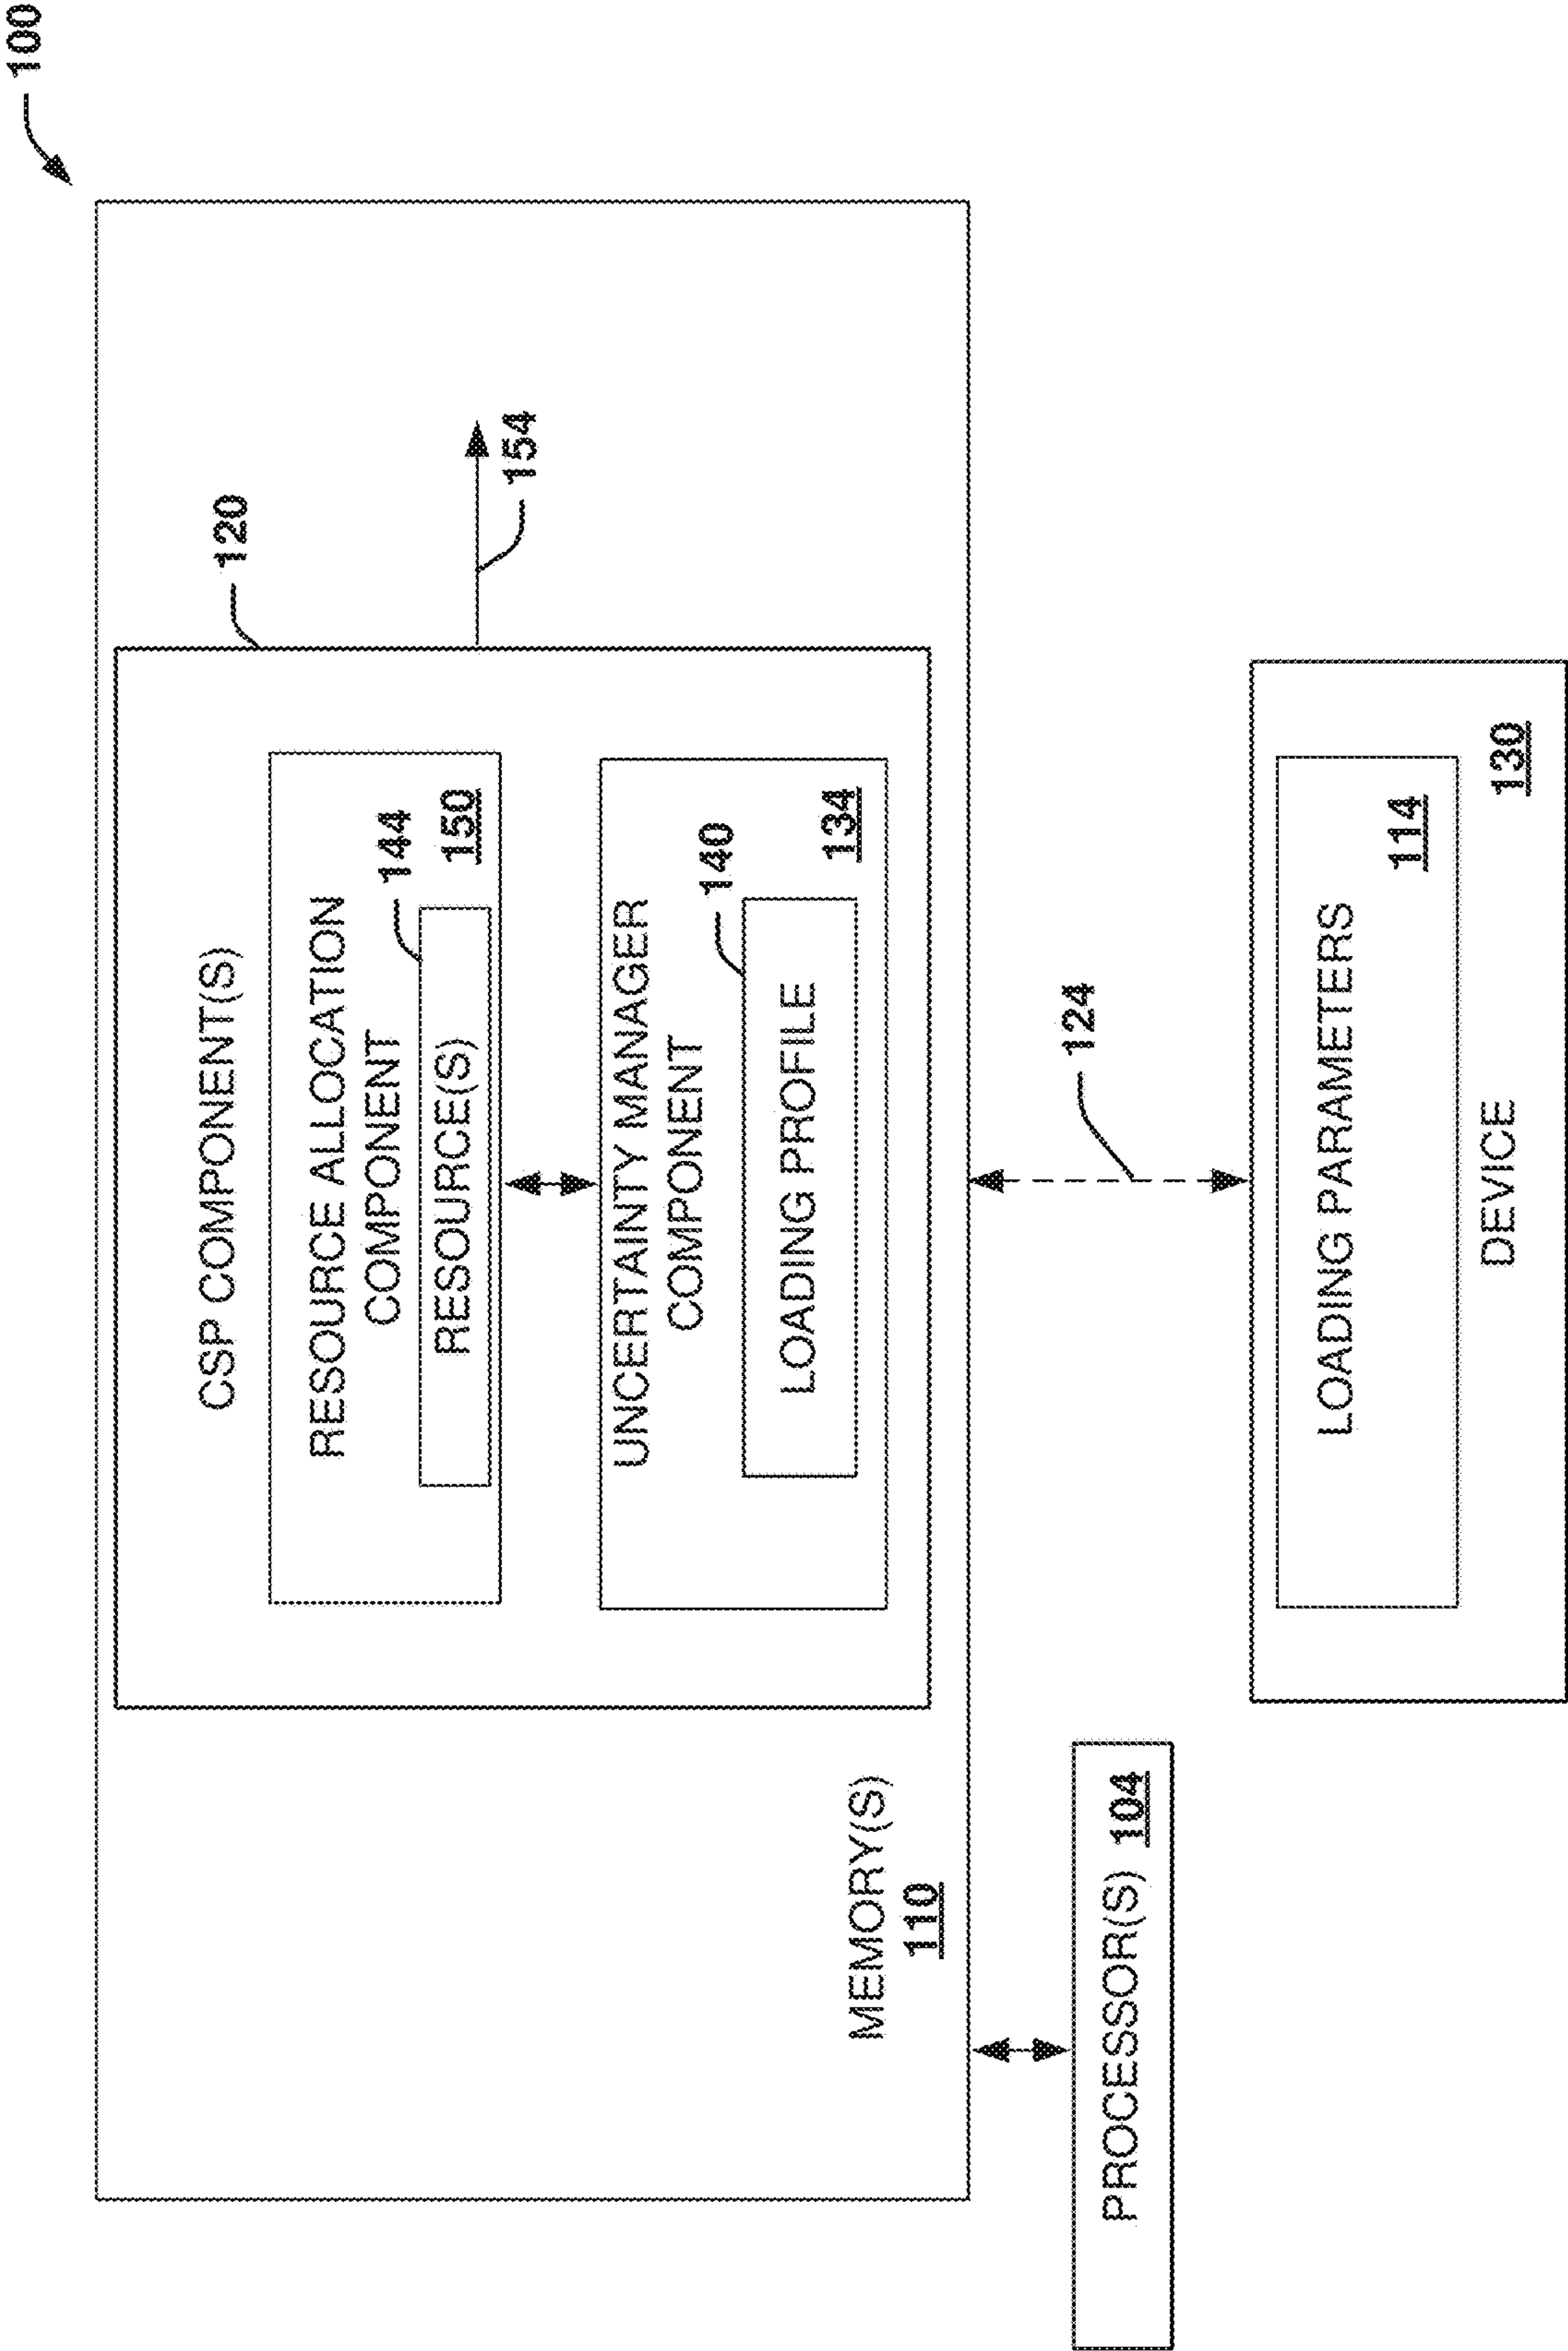 100
120
CSP COMPONENT(S)
RESOURCE ALLOCATION
COMPONENT
144
RESOURCE(S)
150
154
UNCERTAINTY MANAGER
COMPONENT
140
LOADING PROFILE
134
MEMORY(S)
110
124
PROCESSOR(S) 104
LOADING PARAMETERS
114
DEVICE
130